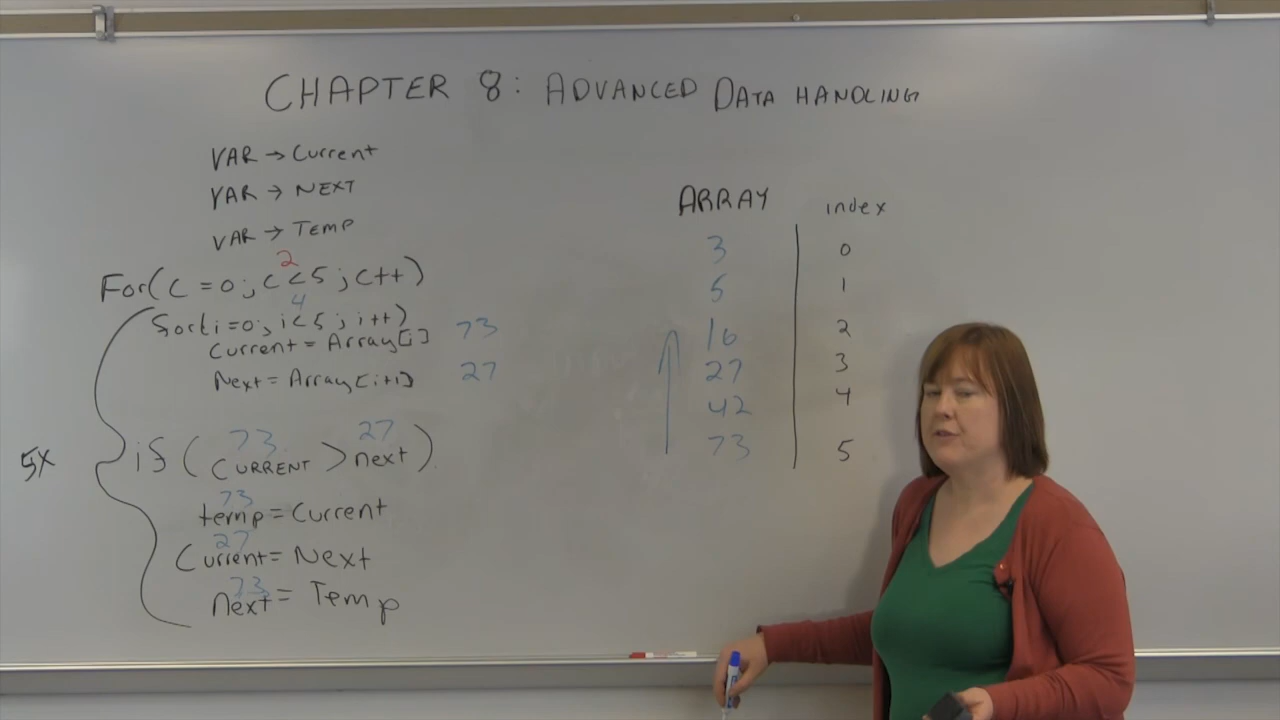 CHAPTER 8: ADVANCED DATA HANDLING
VAR → Current
VAR → NEXT
VAR → TEMP
2
For(c = 0; c < 5; c++)
4
for(i=0; i<5; i++)
Current = Array[i] 73
Next = Array[i+1] 27
73 27
5X if ( CURRENT > next )
73
temp = Current
27
Current = Next
73
next = Temp
ARRAY index
3 0
5 1
16 2
27 3
42 4
73 5